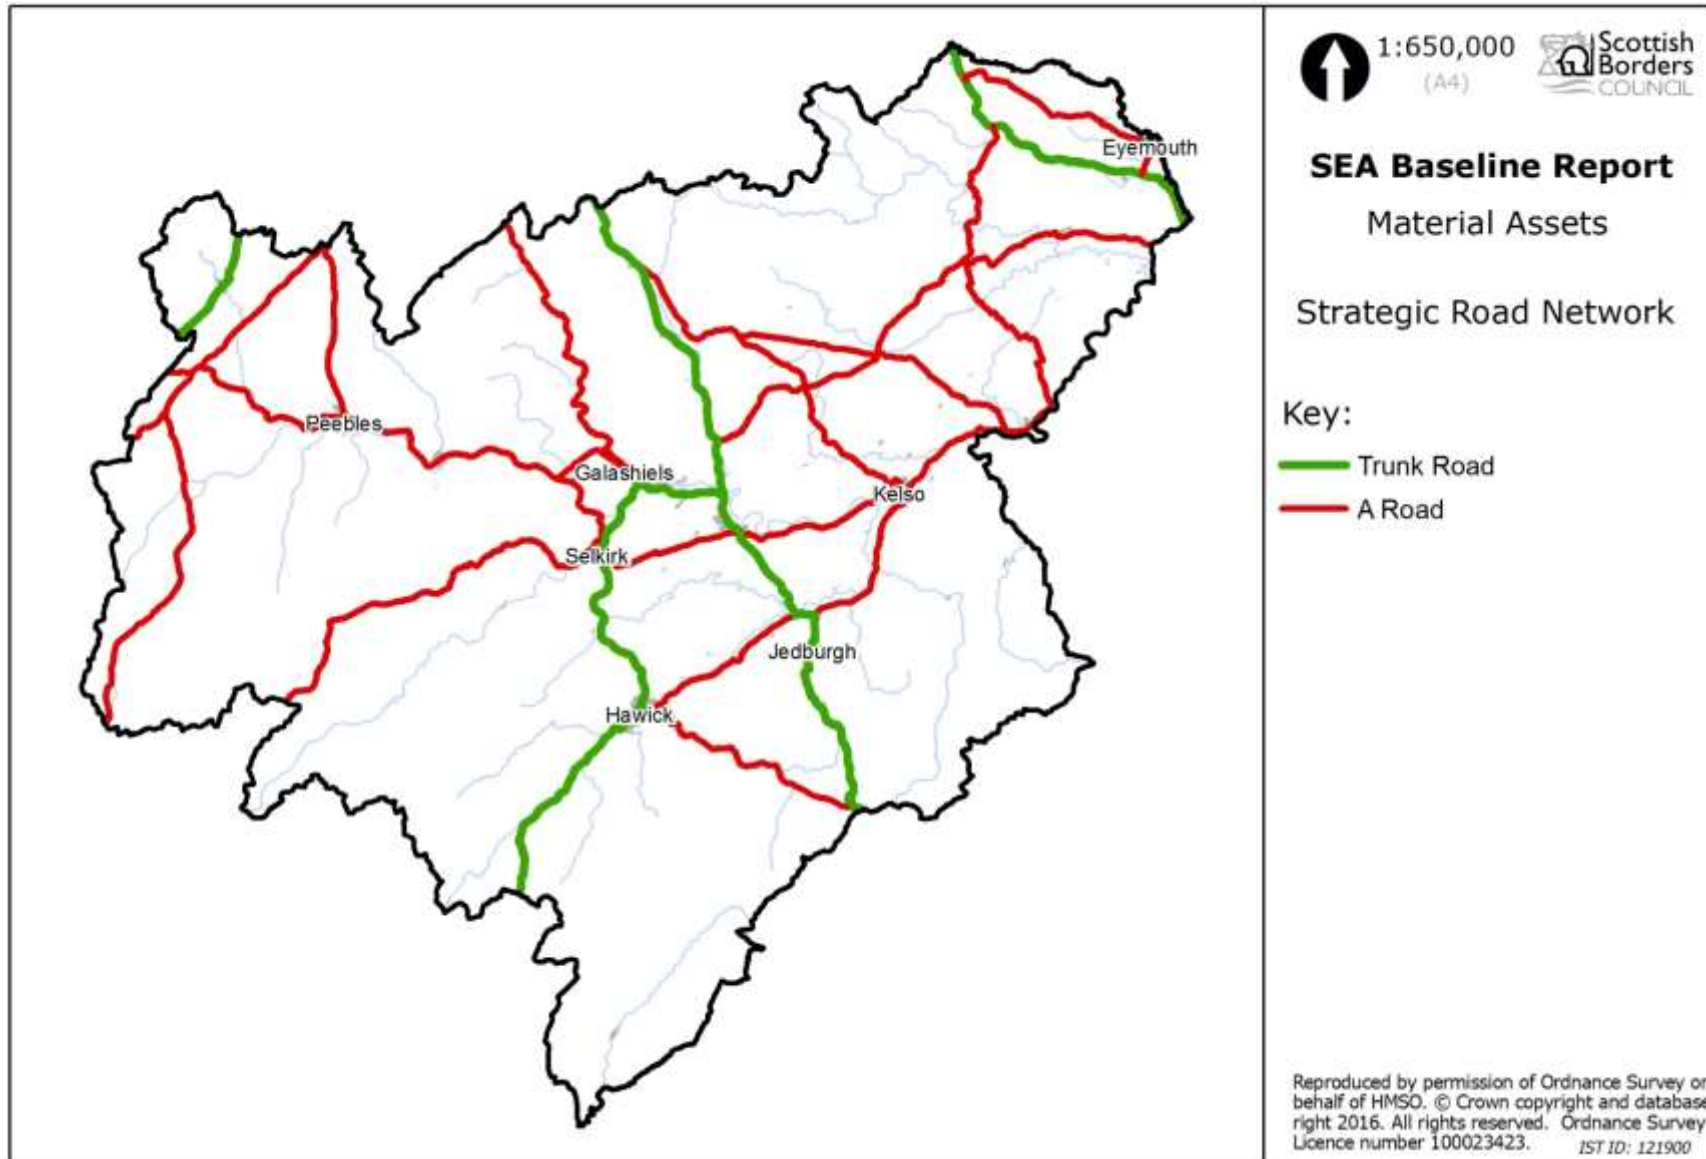 1:650,000
(A4)
Scottish
Borders
COUNCIL
SEA Baseline Report
Material Assets
Strategic Road Network
Key:
Trunk Road
A Road
Eyemouth
Peebles
Galashiels
Kelso
Selkirk
Jedburgh
Hawick
Reproduced by permission of Ordnance Survey on
behalf of HMSO. © Crown copyright and database
right 2016. All rights reserved. Ordnance Survey
Licence number 100023423.
IST ID: 121900